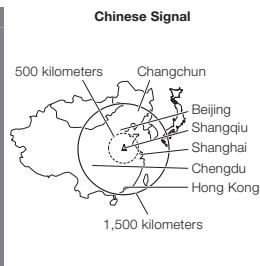 Chinese Signal
500 kilometers
Changchun
Beijing
Shangqiu
Shanghai
Chengdu
Hong Kong
1,500 kilometers